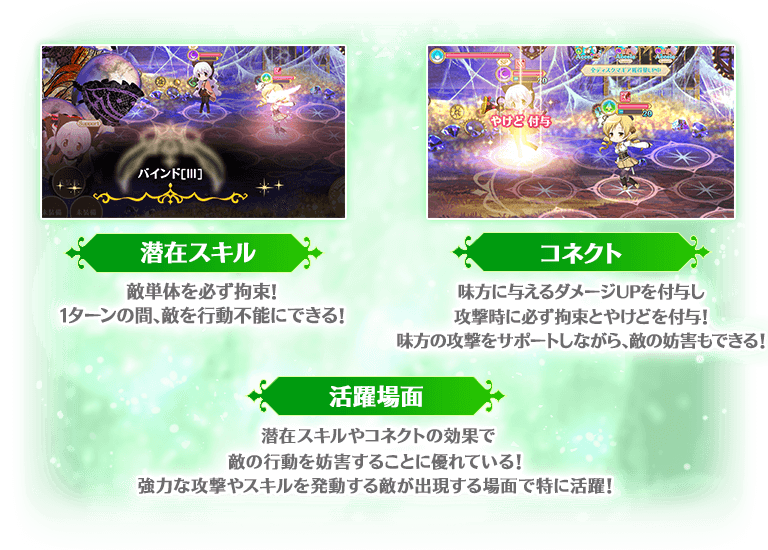 バインド[Ⅲ]
やけど 付与
潜在スキル
コネクト
敵単体を必ず拘束!
1ターンの間、敵を行動不能にできる!
味方に与えるダメージUPを付与し
攻撃時に必ず拘束とやけどを付与!
味方の攻撃をサポートしながら、敵の妨害もできる!
活躍場面
潜在スキルやコネクトの効果で
敵の行動を妨害することに優れている!
強力な攻撃やスキルを発動する敵が出現する場面で特に活躍!